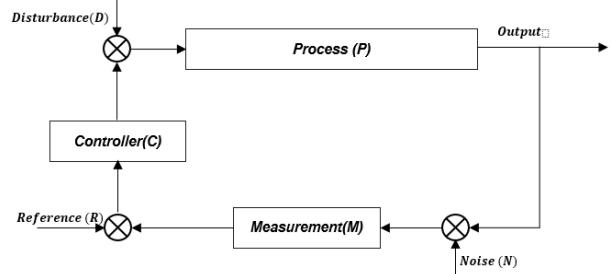 Disturbance(D)
Process (P)
Output
Controller(C)
Reference (R)
Measurement(M)
Noise (N)